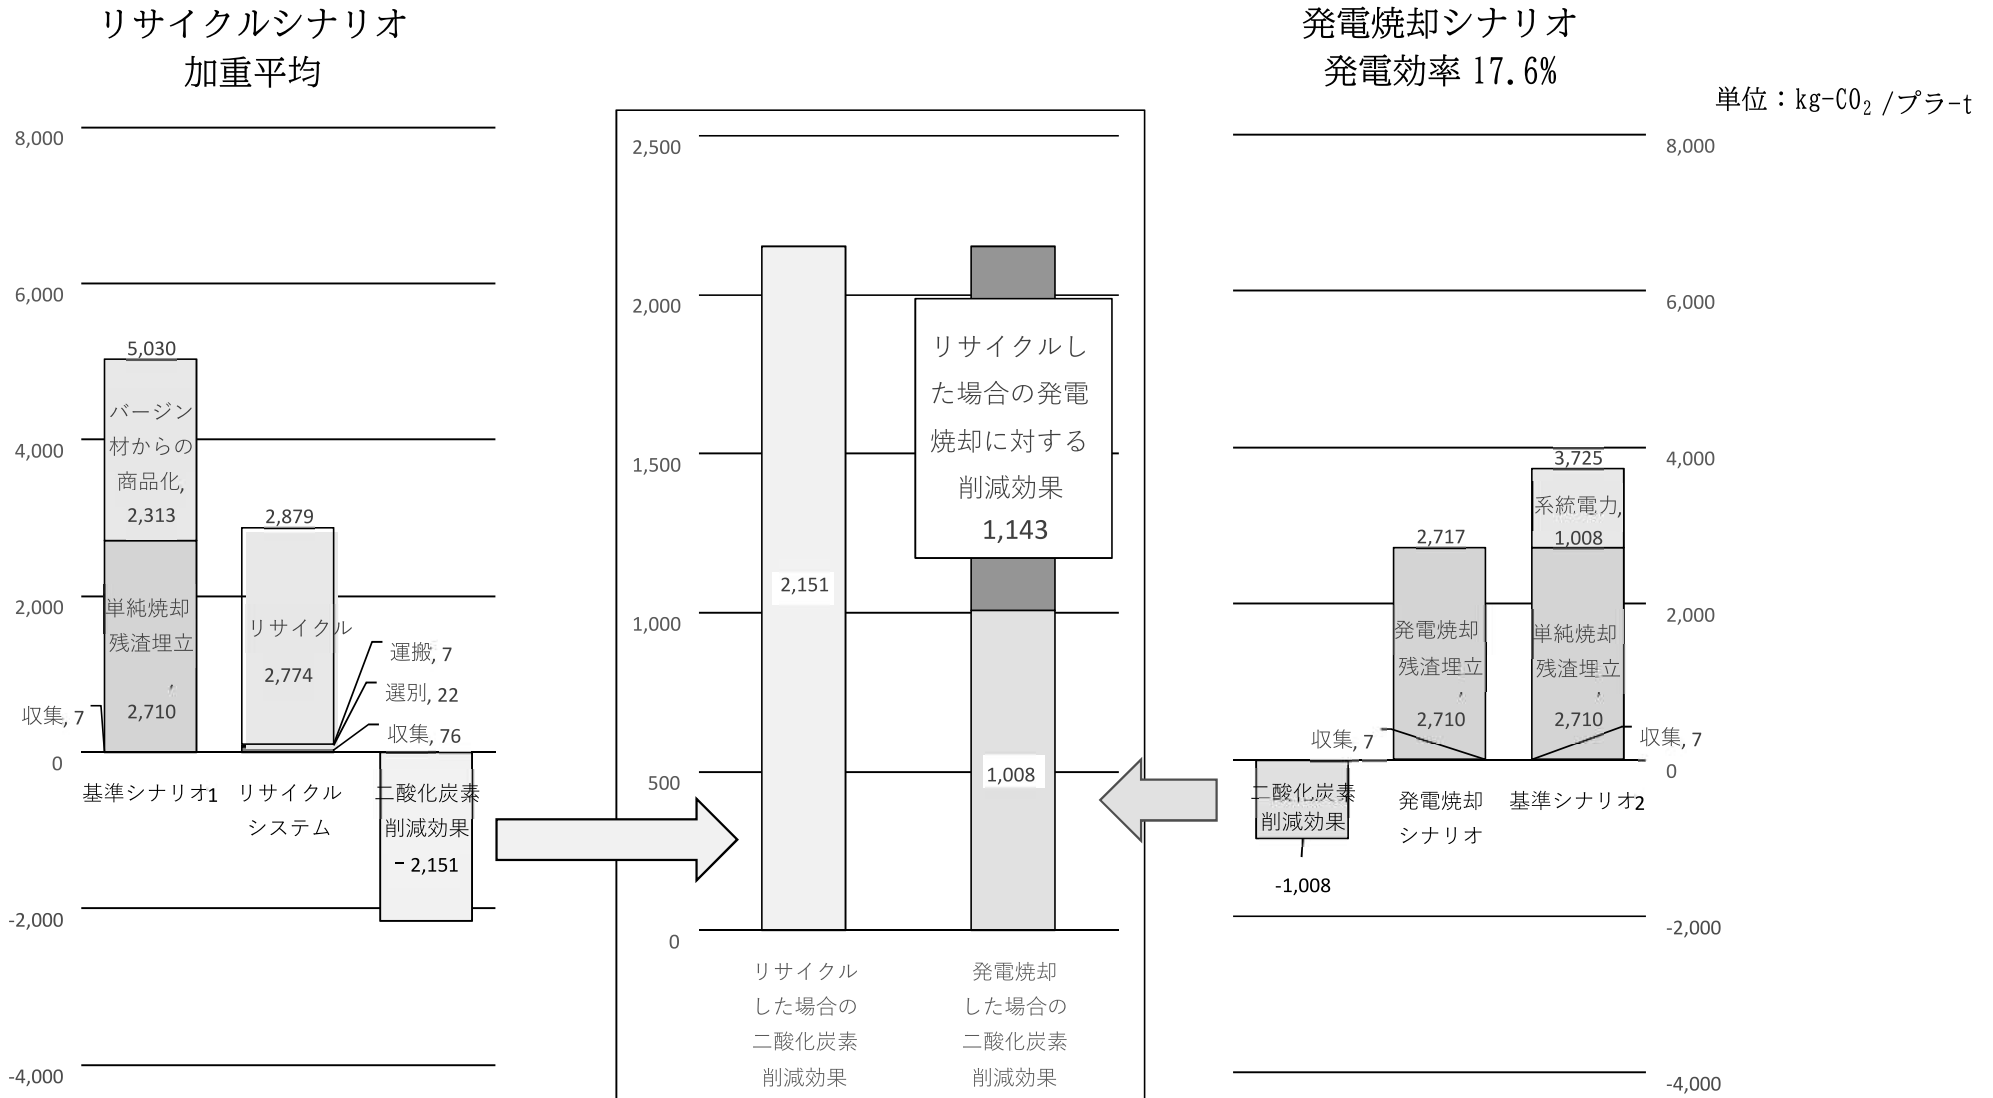 リサイクルシナリオ
加重平均
8,000
6,000
4,000
2,000
0
-2,000
-4,000
5,030
バージン
材からの
商品化,
2,313
単純焼却
残渣埋立
,
2,710
収集, 7
2,879
リサイクル
2,774
運搬, 7
選別, 22
収集, 76
基準シナリオ1
リサイクル
システム
二酸化炭素
削減効果
− 2,151
2,500
2,000
1,500
1,000
500
0
2,151
リサイクルし
た場合の発電
焼却に対する
削減効果
1,143
1,008
リサイクル
した場合の
二酸化炭素
削減効果
発電焼却
した場合の
二酸化炭素
削減効果
発電焼却シナリオ
発電効率 17.6%
単位：kg-CO₂ /プラ-t
8,000
6,000
4,000
2,000
0
-2,000
-4,000
二酸化炭素
削減効果
-1,008
2,717
発電焼却
残渣埋立
,
2,710
収集, 7
発電焼却
シナリオ
3,725
系統電力,
1,008
単純焼却
残渣埋立
,
2,710
収集, 7
基準シナリオ2